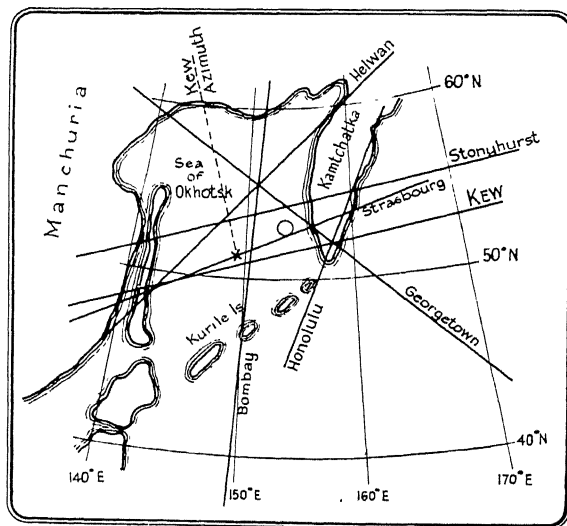 Kew
Azimuth
Helwan
60°N
Manchuria
Sea
of
Okhotsk
Kamtchatka
Stonyhurst
Strasbourg
KEW
50°N
Georgetown
Kurile Is
Honolulu
Bombay
40°N
140°E
150°E
160°E
170°E